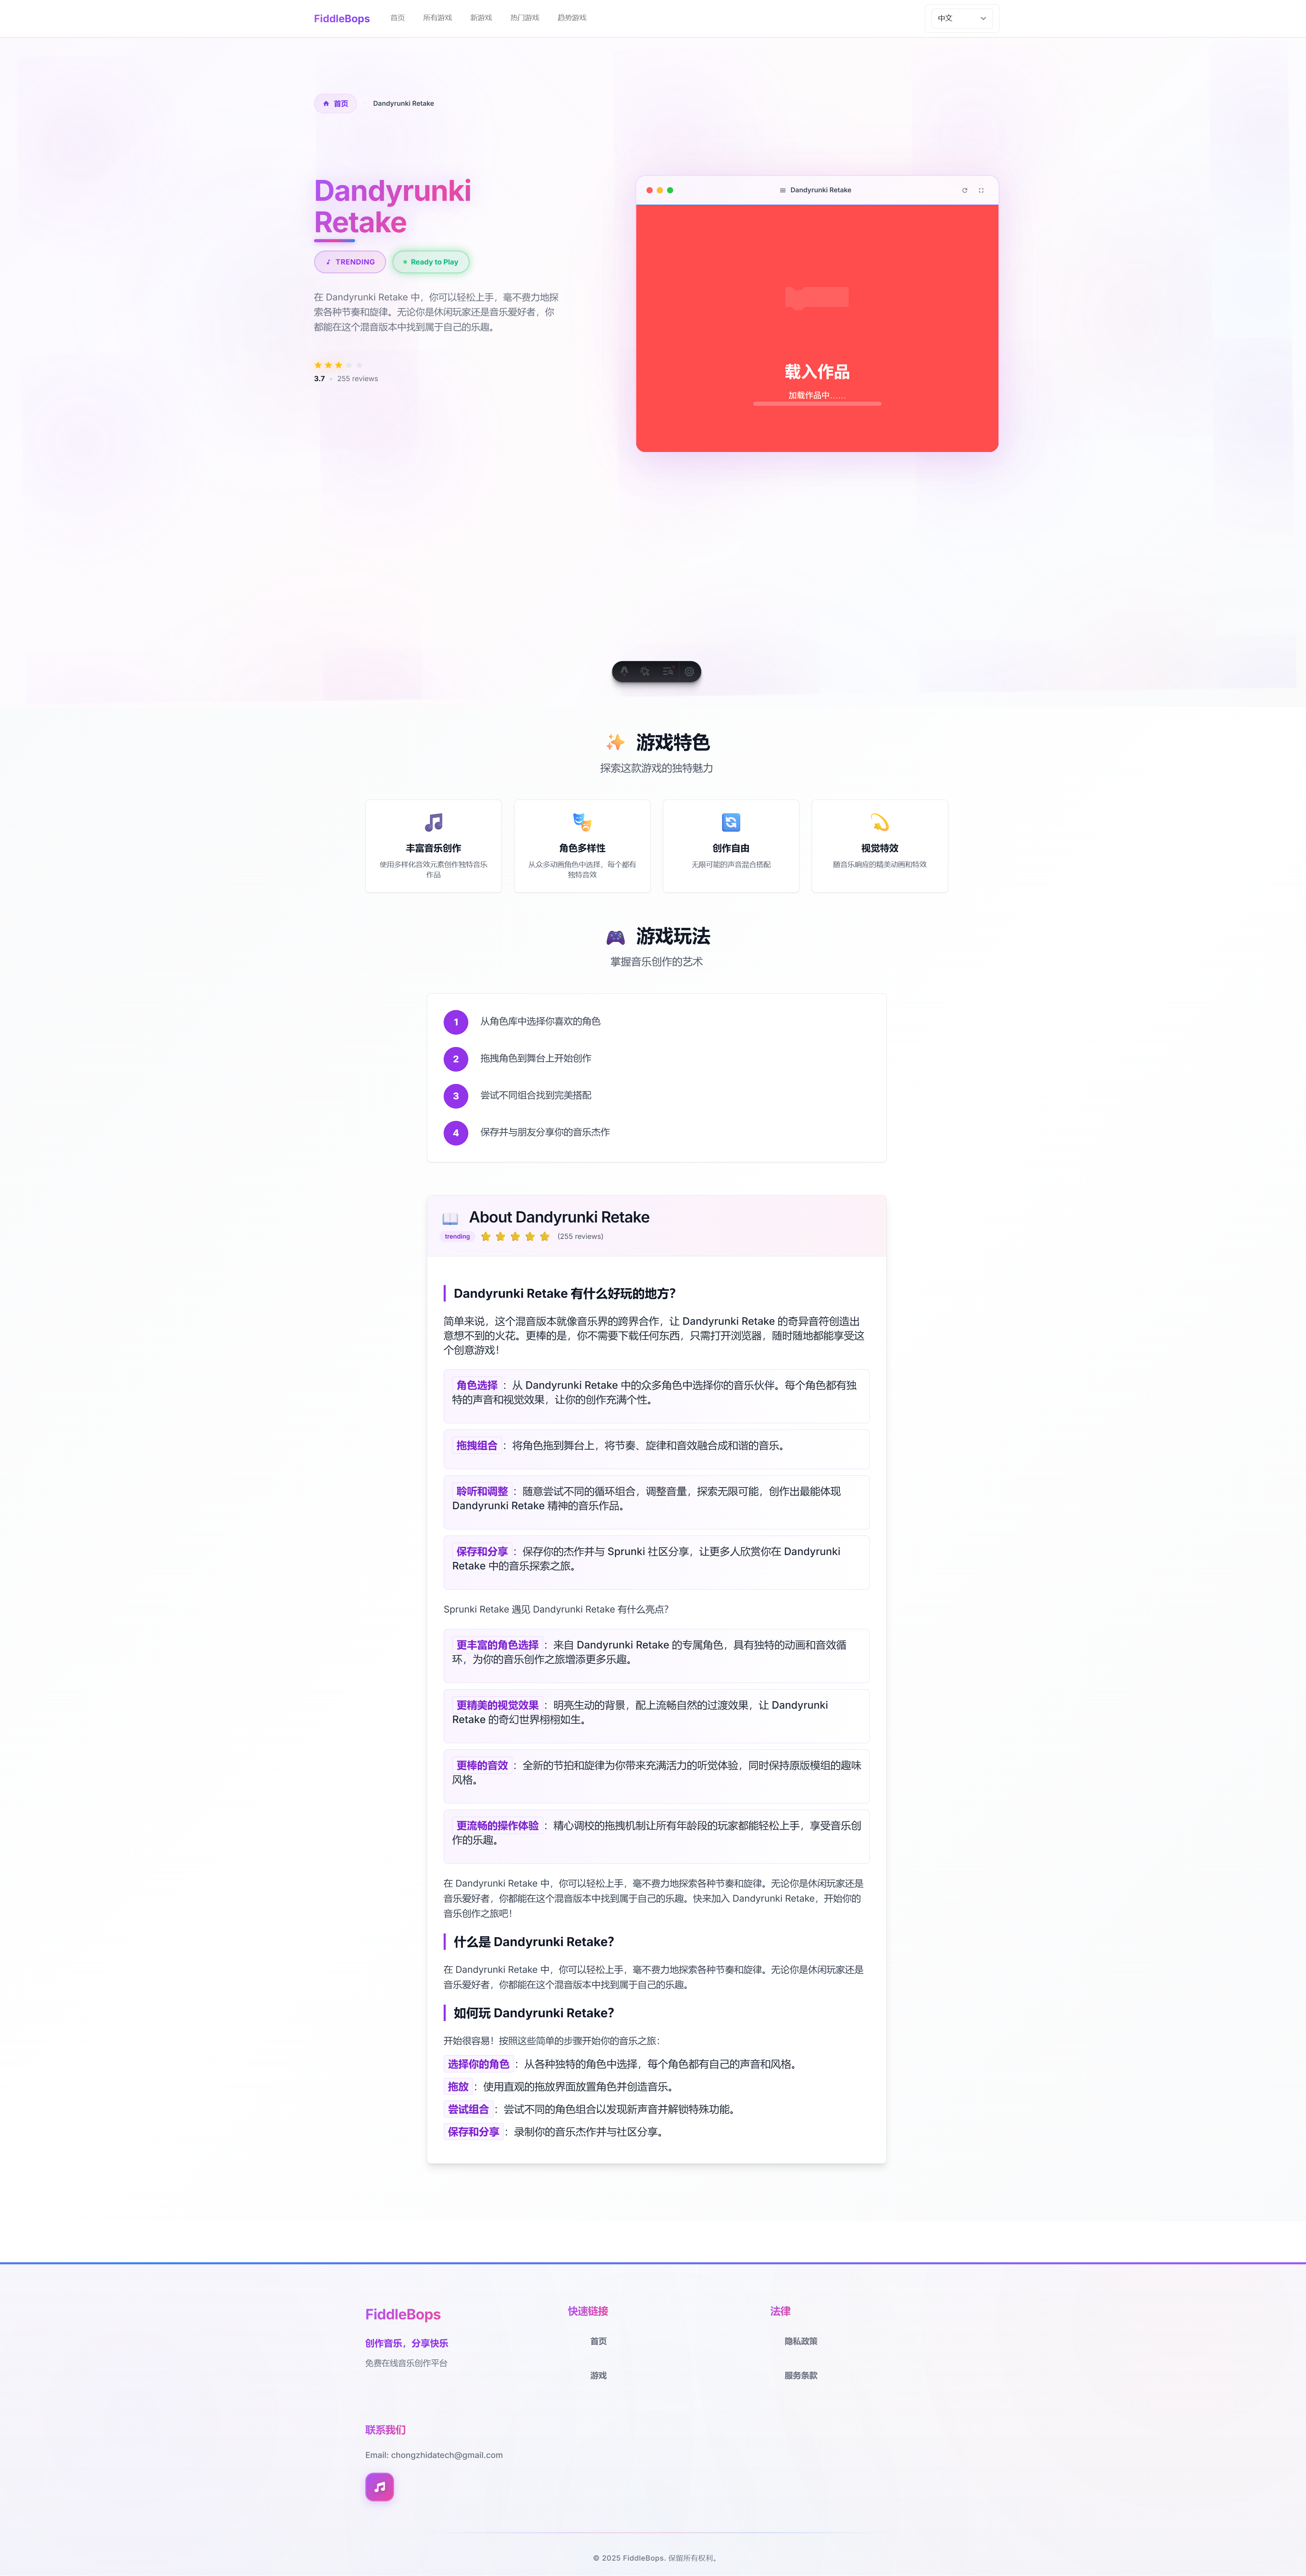 FiddleBops
首页
所有游戏
新游戏
热门游戏
趋势游戏
中文
首页
Dandyrunki Retake
Dandyrunki
Retake
TRENDING
Ready to Play
在 Dandyrunki Retake 中，你可以轻松上手，毫不费力地探
索各种节奏和旋律。无论你是休闲玩家还是音乐爱好者，你
都能在这个混音版本中找到属于自己的乐趣。
3.7
255 reviews
Dandyrunki Retake
载入作品
加载作品中……
游戏特色
探索这款游戏的独特魅力
丰富音乐创作
使用多样化音效元素创作独特音乐
作品
角色多样性
从众多动画角色中选择，每个都有
独特音效
创作自由
无限可能的声音混合搭配
视觉特效
随音乐响应的精美动画和特效
游戏玩法
掌握音乐创作的艺术
1 从角色库中选择你喜欢的角色
2 拖拽角色到舞台上开始创作
3 尝试不同组合找到完美搭配
4 保存并与朋友分享你的音乐杰作
About Dandyrunki Retake
trending
(255 reviews)
Dandyrunki Retake 有什么好玩的地方？
简单来说，这个混音版本就像音乐界的跨界合作，让 Dandyrunki Retake 的奇异音符创造出
意想不到的火花。更棒的是，你不需要下载任何东西，只需打开浏览器，随时随地都能享受这
个创意游戏！
角色选择 ：从 Dandyrunki Retake 中的众多角色中选择你的音乐伙伴。每个角色都有独
特的声音和视觉效果，让你的创作充满个性。
拖拽组合 ：将角色拖到舞台上，将节奏、旋律和音效融合成和谐的音乐。
聆听和调整 ：随意尝试不同的循环组合，调整音量，探索无限可能，创作出最能体现
Dandyrunki Retake 精神的音乐作品。
保存和分享 ：保存你的杰作并与 Sprunki 社区分享，让更多人欣赏你在 Dandyrunki
Retake 中的音乐探索之旅。
Sprunki Retake 遇见 Dandyrunki Retake 有什么亮点？
更丰富的角色选择 ：来自 Dandyrunki Retake 的专属角色，具有独特的动画和音效循
环，为你的音乐创作之旅增添更多乐趣。
更精美的视觉效果 ：明亮生动的背景，配上流畅自然的过渡效果，让 Dandyrunki
Retake 的奇幻世界栩栩如生。
更棒的音效 ：全新的节拍和旋律为你带来充满活力的听觉体验，同时保持原版模组的趣味
风格。
更流畅的操作体验 ：精心调校的拖拽机制让所有年龄段的玩家都能轻松上手，享受音乐创
作的乐趣。
在 Dandyrunki Retake 中，你可以轻松上手，毫不费力地探索各种节奏和旋律。无论你是休闲玩家还是
音乐爱好者，你都能在这个混音版本中找到属于自己的乐趣。快来加入 Dandyrunki Retake，开始你的
音乐创作之旅吧！
什么是 Dandyrunki Retake？
在 Dandyrunki Retake 中，你可以轻松上手，毫不费力地探索各种节奏和旋律。无论你是休闲玩家还是
音乐爱好者，你都能在这个混音版本中找到属于自己的乐趣。
如何玩 Dandyrunki Retake？
开始很容易！按照这些简单的步骤开始你的音乐之旅：
选择你的角色 ：从各种独特的角色中选择，每个角色都有自己的声音和风格。
拖放 ：使用直观的拖放界面放置角色并创造音乐。
尝试组合 ：尝试不同的角色组合以发现新声音并解锁特殊功能。
保存和分享 ：录制你的音乐杰作并与社区分享。
FiddleBops
创作音乐，分享快乐
免费在线音乐创作平台
快速链接
首页
游戏
法律
隐私政策
服务条款
联系我们
Email: chongzhidatech@gmail.com
© 2025 FiddleBops. 保留所有权利。